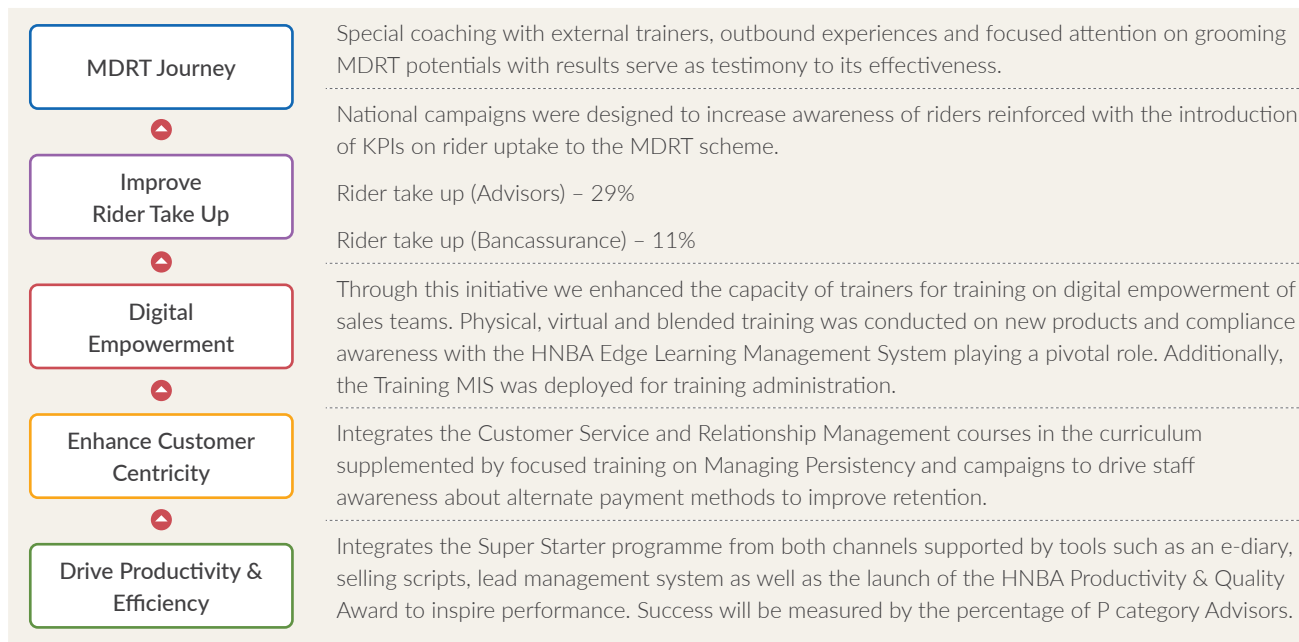 MDRT Journey
Special coaching with external trainers, outbound experiences and focused attention on grooming
MDRT potentials with results serve as testimony to its effectiveness.
Improve
Rider Take Up
National campaigns were designed to increase awareness of riders reinforced with the introduction
of KPIs on rider uptake to the MDRT scheme.
Rider take up (Advisors) – 29%
Rider take up (Bancassurance) – 11%
Digital
Empowerment
Through this initiative we enhanced the capacity of trainers for training on digital empowerment of
sales teams. Physical, virtual and blended training was conducted on new products and compliance
awareness with the HNBA Edge Learning Management System playing a pivotal role. Additionally,
the Training MIS was deployed for training administration.
Enhance Customer
Centricity
Integrates the Customer Service and Relationship Management courses in the curriculum
supplemented by focused training on Managing Persistency and campaigns to drive staff
awareness about alternate payment methods to improve retention.
Drive Productivity &
Efficiency
Integrates the Super Starter programme from both channels supported by tools such as an e-diary,
selling scripts, lead management system as well as the launch of the HNBA Productivity & Quality
Award to inspire performance. Success will be measured by the percentage of P category Advisors.